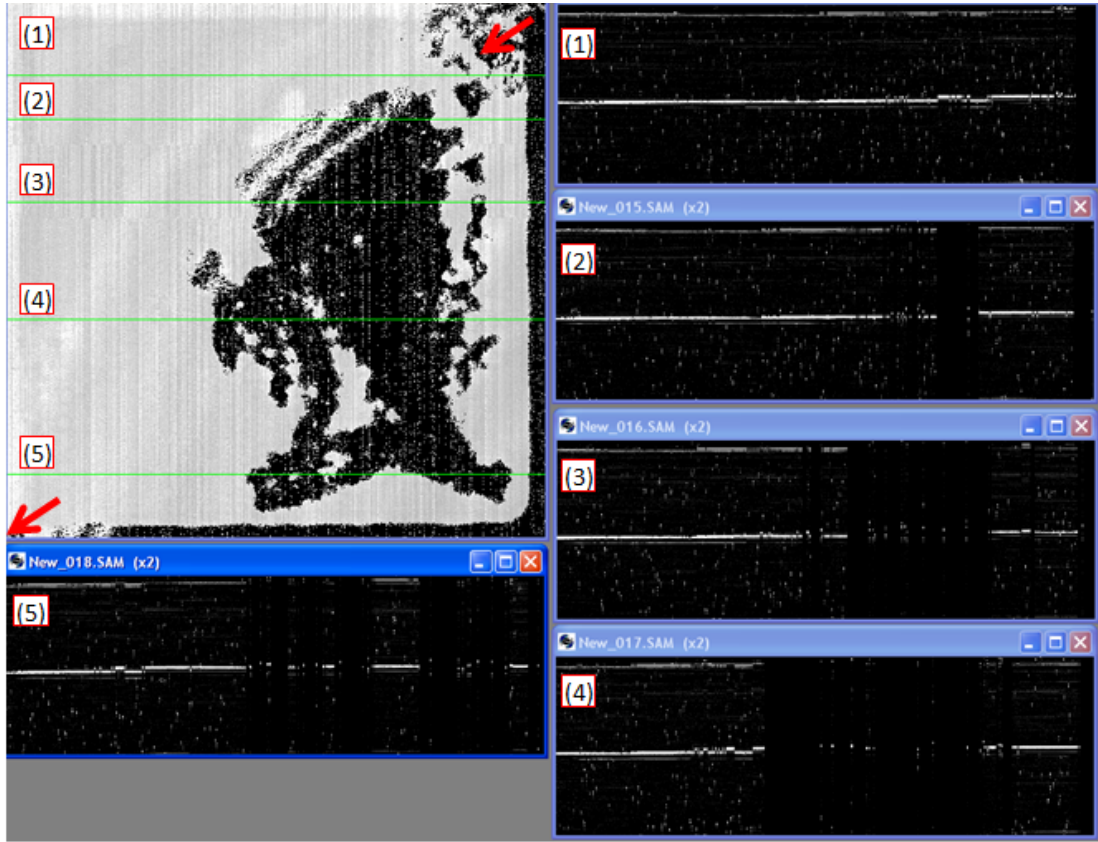 (1)
(2)
(3)
(4)
(5)
(1)
New_015.SAM (x2)
(2)
New_016.SAM (x2)
(3)
New_018.SAM (x2)
(5)
New_017.SAM (x2)
(4)